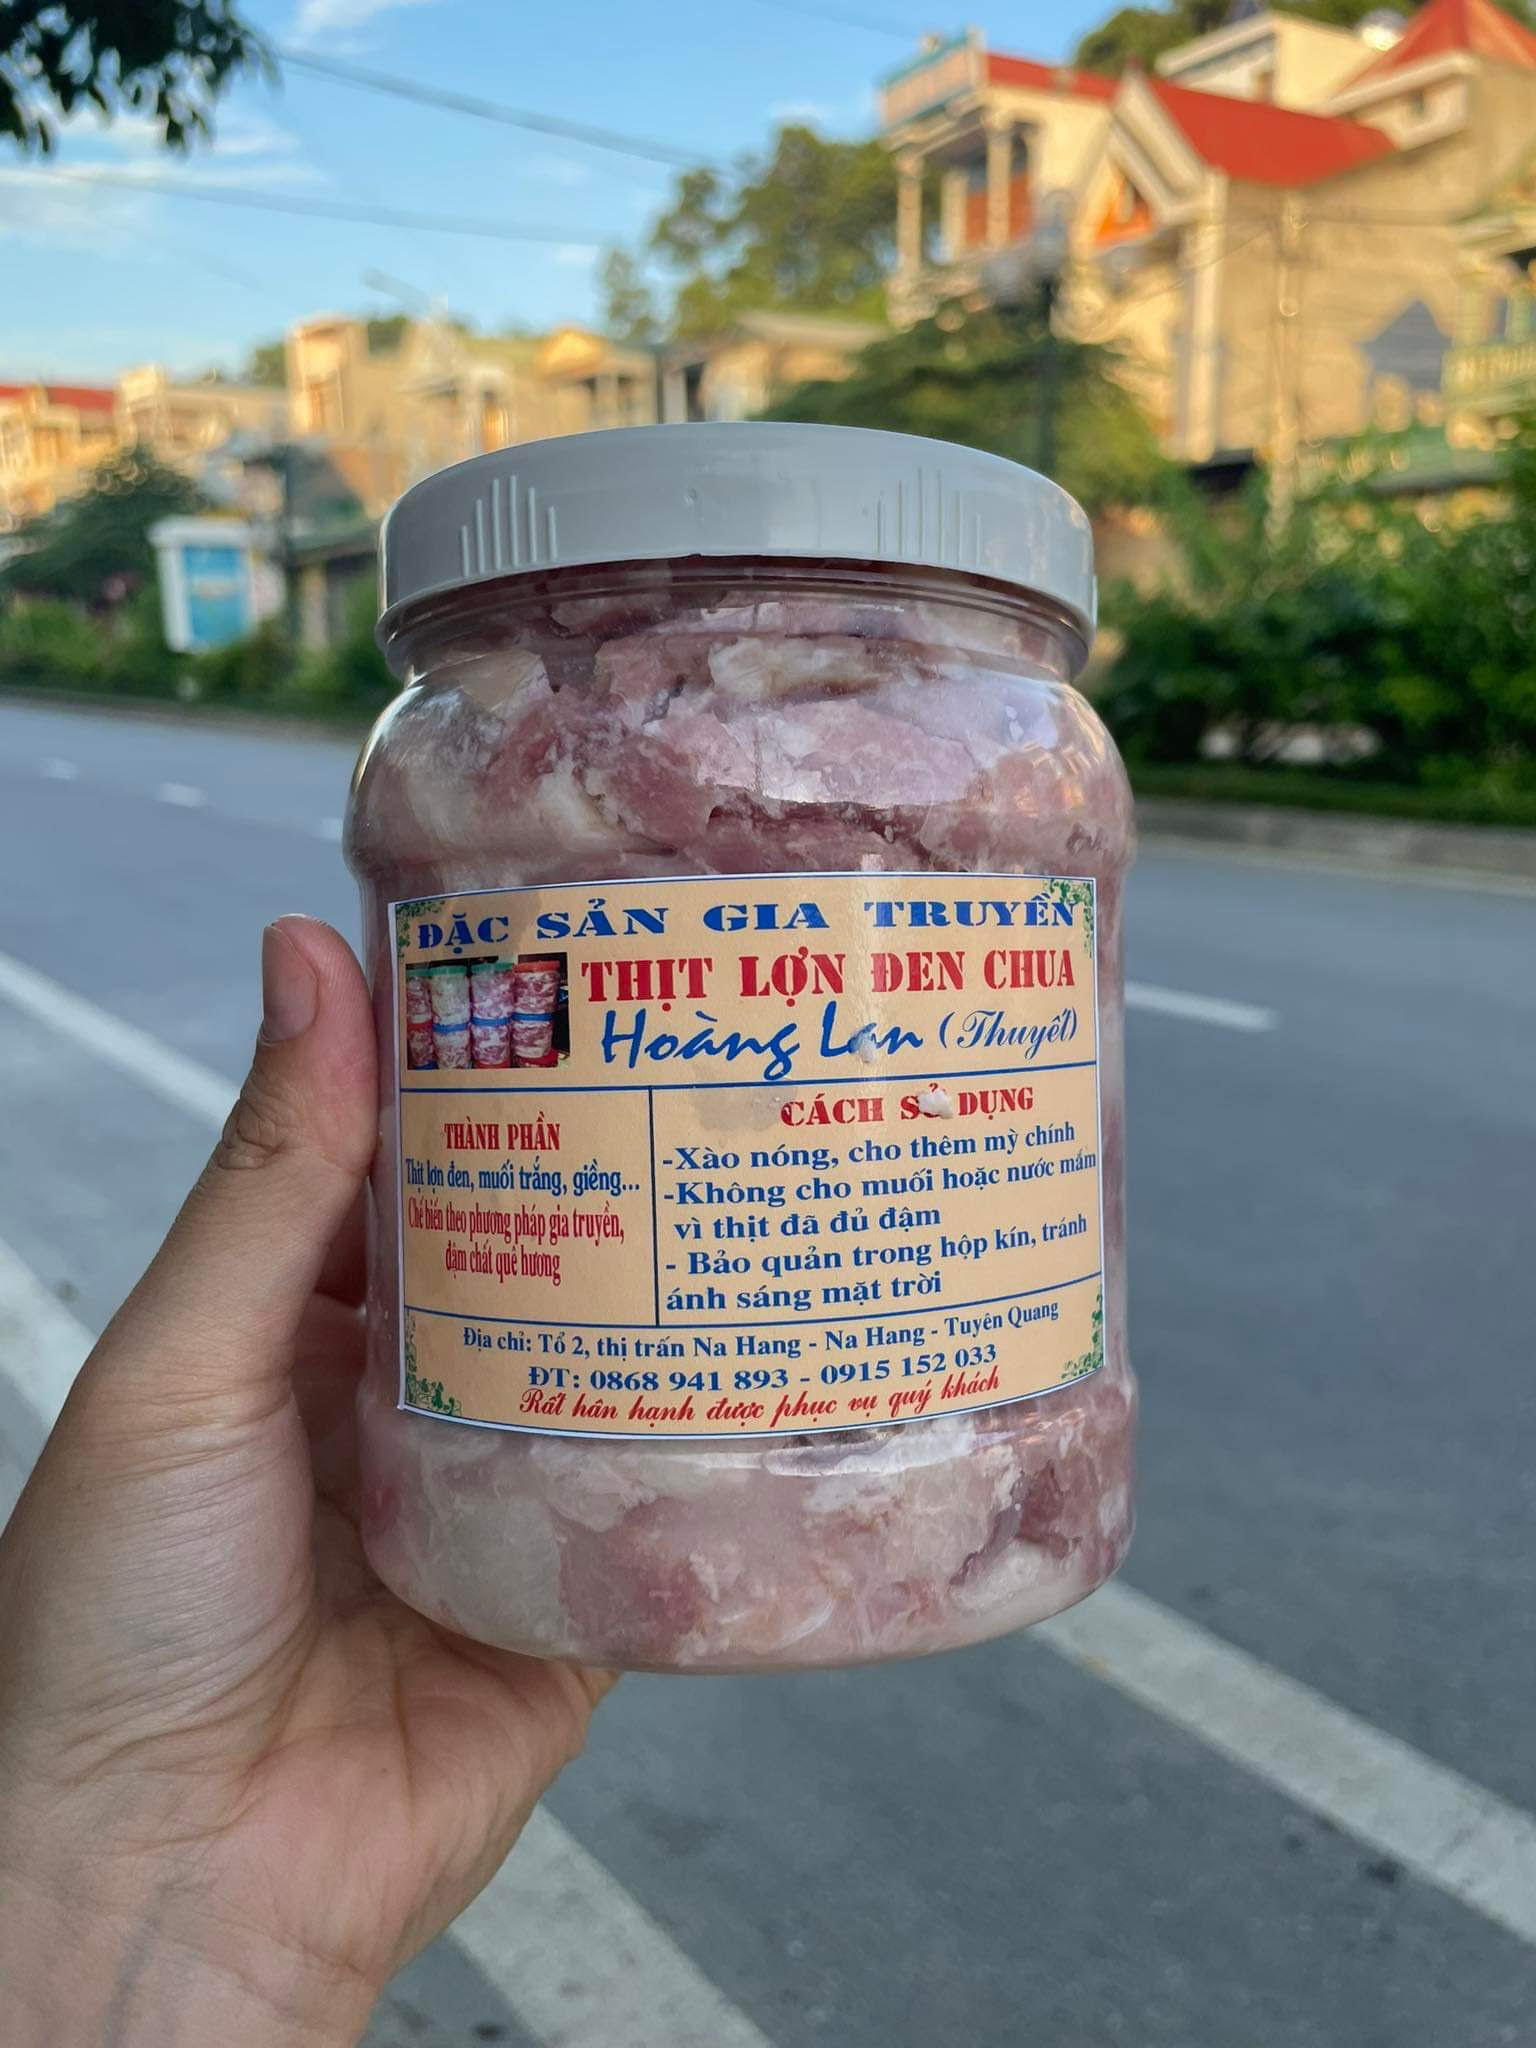 ĐẶC SẢN GIA TRUYỀN
THỊT LỢN ĐEN CHUA
Hoàng Lan (Thuyết)
THÀNH PHẦN
Thịt lợn đen, muối trắng, giềng...
Chế biến theo phương pháp gia truyền,
đậm chất quê hương
CÁCH SỬ DỤNG
-Xào nóng, cho thêm mỳ chính
-Không cho muối hoặc nước mắm
vì thịt đã đủ đậm
- Bảo quản trong hộp kín, tránh
ánh sáng mặt trời
Địa chỉ: Tổ 2, thị trấn Na Hang - Na Hang - Tuyên Quang
ĐT: 0868 941 893 - 0915 152 033
Rất hân hạnh được phục vụ quý khách